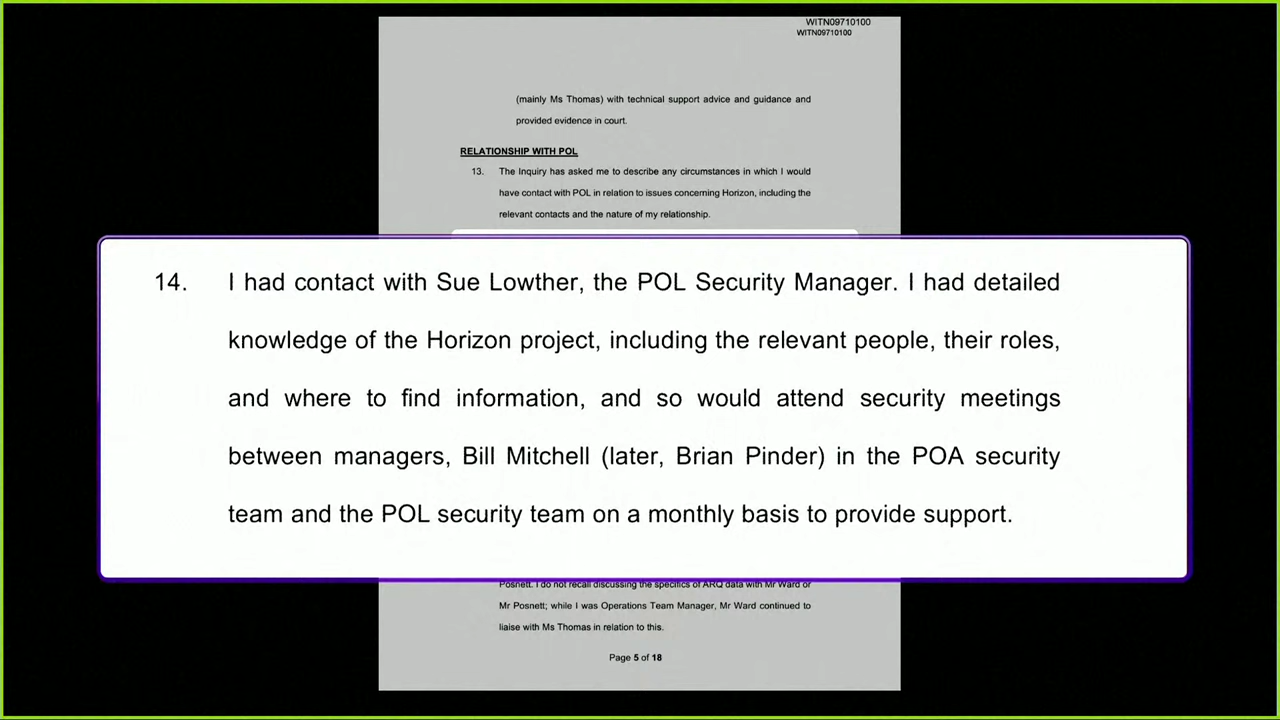 WITN09710100
WITN09710100
(mainly Ms Thomas) with technical support advice and guidance and
provided evidence in court.
RELATIONSHIP WITH POL
13. The Inquiry has asked me to describe any circumstances in which I would
have contact with POL in relation to issues concerning Horizon, including the
relevant contacts and the nature of my relationship.
14. I had contact with Sue Lowther, the POL Security Manager. I had detailed
knowledge of the Horizon project, including the relevant people, their roles,
and where to find information, and so would attend security meetings
between managers, Bill Mitchell (later, Brian Pinder) in the POA security
team and the POL security team on a monthly basis to provide support.
Posnett. I do not recall discussing the specifics of ARQ data with Mr Ward or
Mr Posnett; while I was Operations Team Manager, Mr Ward continued to
liaise with Ms Thomas in relation to this.
Page 5 of 18